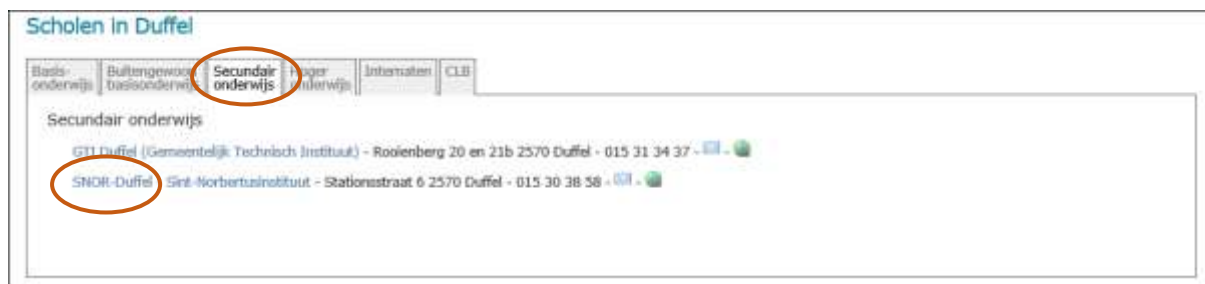 Scholen in Duffel
Basis-
onderwijs
Buitengewoon
basisonderwijs
Secundair
onderwijs
Hoger
onderwijs
Internaten
CLB
Secundair onderwijs
GTI Duffel (Gemeentelijk Technisch Instituut) - Rooienberg 20 en 21b 2570 Duffel - 015 31 34 37 - -
SNOR-Duffel - Sint-Norbertusinstituut - Stationsstraat 6 2570 Duffel - 015 30 38 58 - -